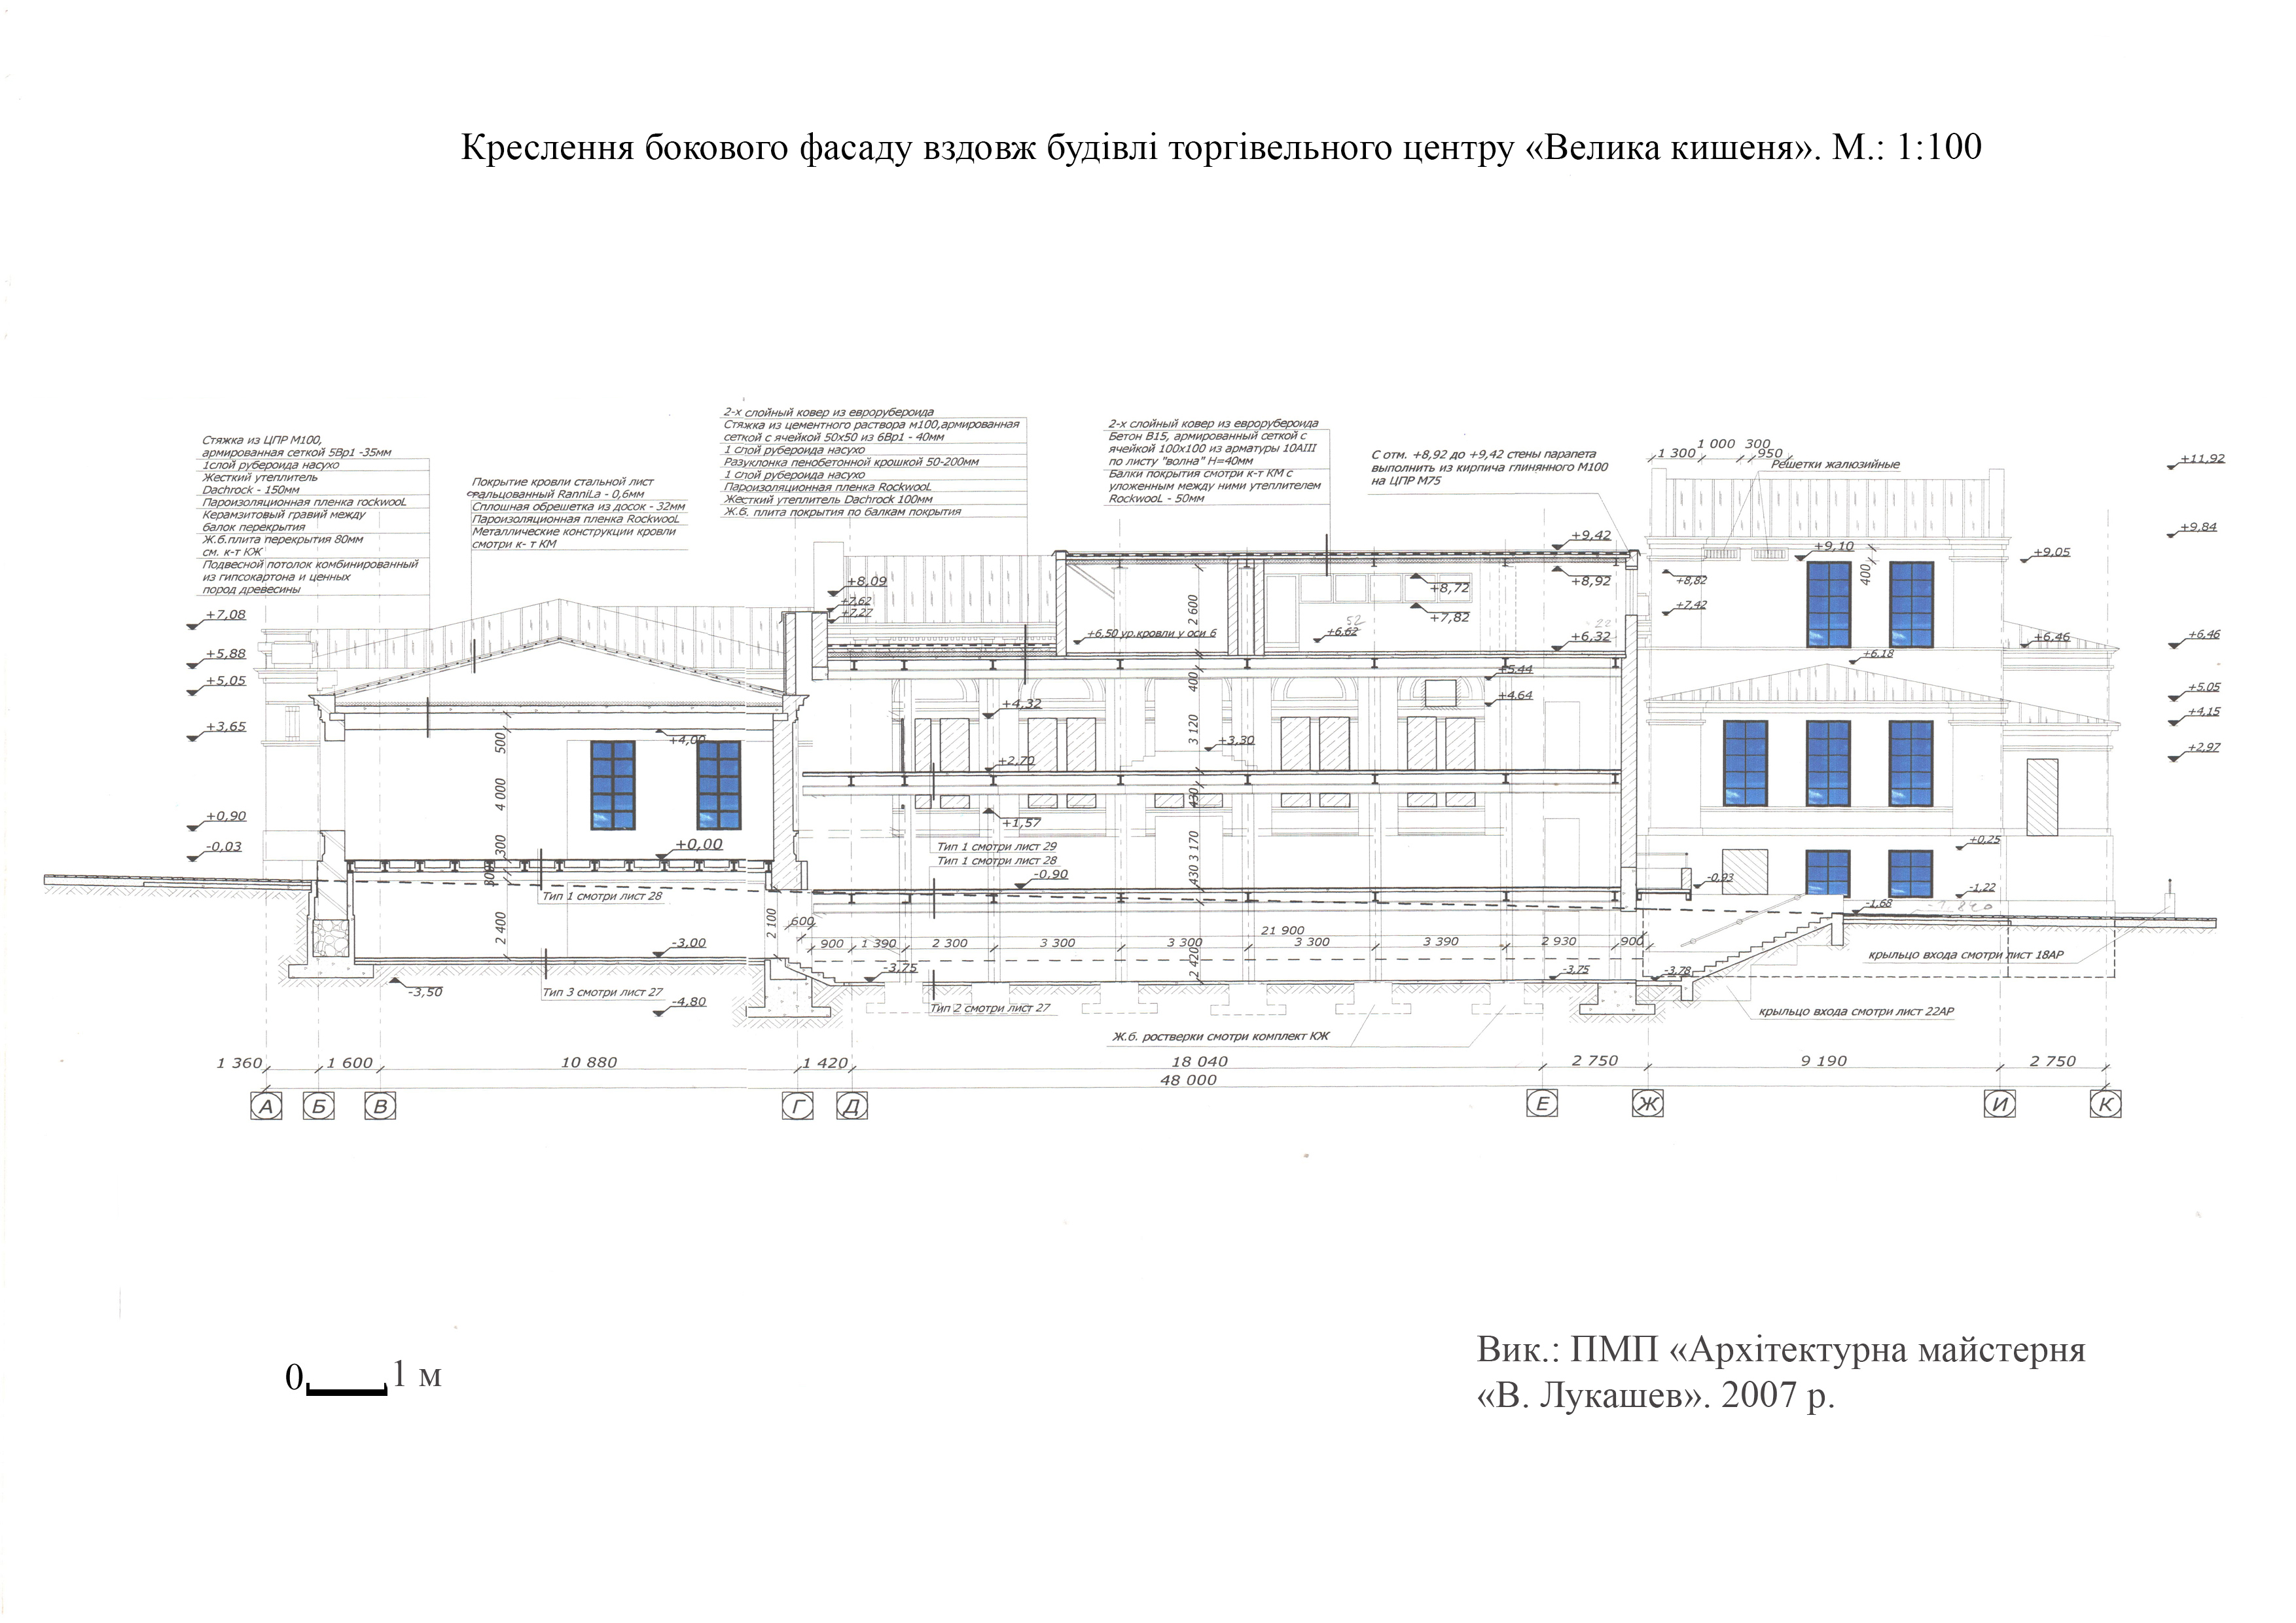 Креслення бокового фасаду вздовж будівлі торгівельного центру «Велика кишеня». М.: 1:100
Стяжка из ЦПР М100,
армированная сеткой 5Вр1 -35мм
1слой рубероида насухо
Жесткий утеплитель
Dachrock - 150мм
Пароизоляционная пленка rockwooL
Керамзитовый гравий между
балок перекрытия
Ж.б.плита перекрытия 80мм
см. к-т КЖ
Подвесной потолок комбинированный
из гипсокартона и ценных
пород древесины
Покрытие кровли стальной лист
фальцованный RanniLa - 0,6мм
Сплошная обрешетка из досок - 32мм
Пароизоляционная пленка RockwooL
Металлические конструкции кровли
смотри к- т КМ
2-х слойный ковер из еврорубероида
Стяжка из цементного раствора м100,армированная
сеткой с ячейкой 50х50 из 6Вр1 - 40мм
1 слой рубероида насухо
Разуклонка пенобетонной крошкой 50-200мм
1 слой рубероида насухо
Пароизоляционная пленка RockwooL
Жесткий утеплитель Dachrock 100мм
Ж.б. плита покрытия по балкам покрытия
2-х слойный ковер из еврорубероида
Бетон В15, армированный сеткой с
ячейкой 100х100 из арматуры 10АIII
по листу "волна" Н=40мм
Балки покрытия смотри к-т КМ с
уложенным между ними утеплителем
RockwooL - 50мм
С отм. +8,92 до +9,42 стены парапета
выполнить из кирпича глинянного М100
на ЦПР М75
1 000 300
1 300 950
Решетки жалюзийные
+11,92
+9,84
+9,42
+9,10
+9,05
400
+8,09
+8,92
+8,82
+8,72
+7,62
+7,27
+7,42
+7,82
+7,08
2 600
52
22
+6,50 ур.кровли у оси 6
+6,62
+6,32
+6,46
+6,46
+6,18
+5,88
+5,05
400
+5,44
+4,64
+5,05
+4,32
+4,15
+3,65
500
+4,00
3 120
+3,30
+2,97
+2,70
4 000
430
+1,57
+0,90
-0,03
300
+0,00
3 170
Тип 1 смотри лист 29
Тип 1 смотри лист 28
+0,25
-0,90
430
-0,93
-1,22
Тип 1 смотри лист 28
-1,68
2 400
2 100
600
21 900
900 1 390 2 300 3 300 3 300 3 300 3 390 2 930 900
-3,00
2 420
-3,75
-3,75
-3,78
крыльцо входа смотри лист 18АР
-3,50
Тип 3 смотри лист 27
-4,80
Тип 2 смотри лист 27
крыльцо входа смотри лист 22АР
Ж.б. ростверки смотри комплект КЖ
1 360 1 600 10 880 1 420 18 040 2 750 9 190 2 750
48 000
А Б В Г Д Е Ж И К
0 1 м
Вик.: ПМП «Архітектурна майстерня
«В. Лукашев». 2007 р.